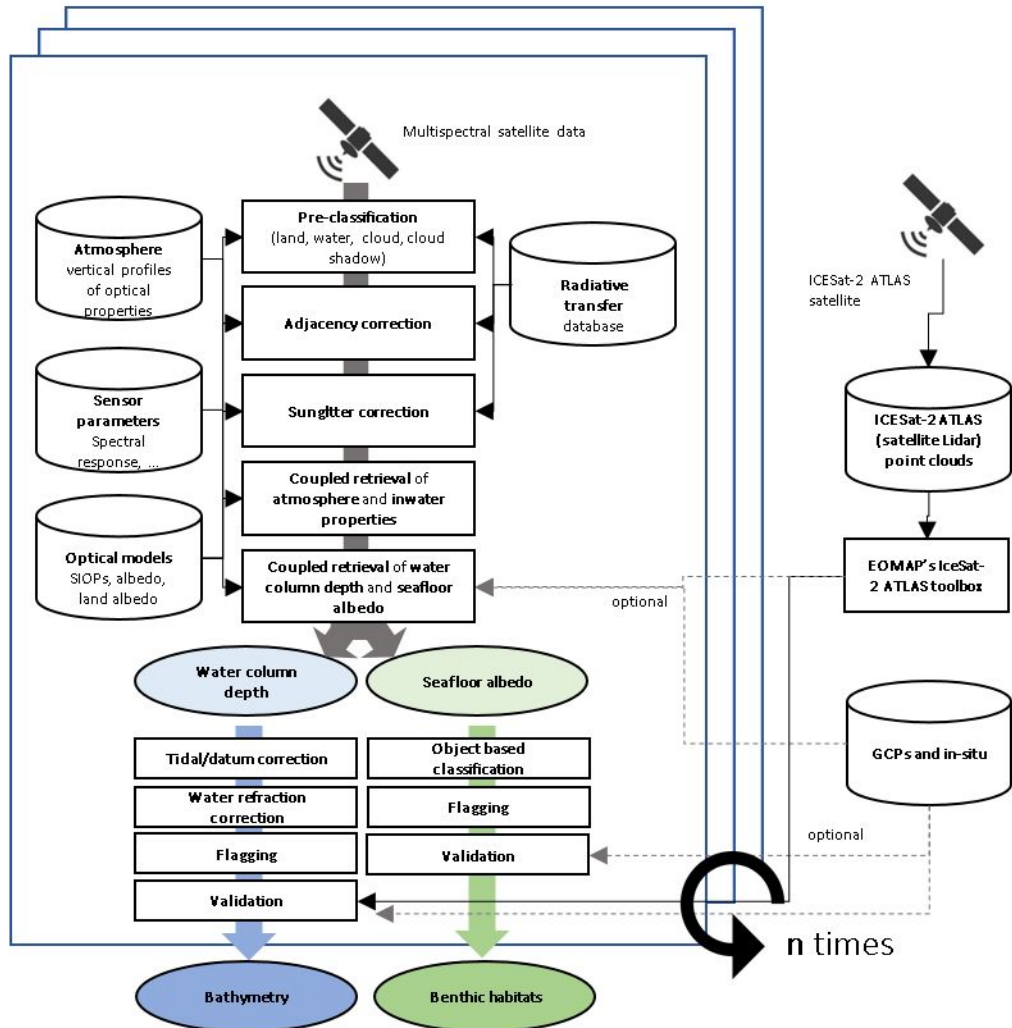 Multispectral satellite data
Pre-classification
(land, water, cloud, cloud
shadow)
Atmosphere
vertical profiles
of optical
properties
Radiative
transfer
database
Adjacency correction
Sensor
parameters
Spectral
response, ...
Sungltter correction
Coupled retrieval of
atmosphere and inwater
properties
Optical models
SIOPs, albedo,
land albedo
Coupled retrieval of water
column depth and seafloor
albedo
optional
ICESat-2 ATLAS
satellite
ICESat-2 ATLAS
(satellite Lidar)
point clouds
EOMAP's IceSat-
2 ATLAS toolbox
Water column
depth
Seafloor albedo
Tidal/datum correction
Water refraction
correction
Flagging
Validation
Object based
classification
Flagging
Validation
GCPs and in-situ
optional
n times
Bathymetry
Benthic habitats